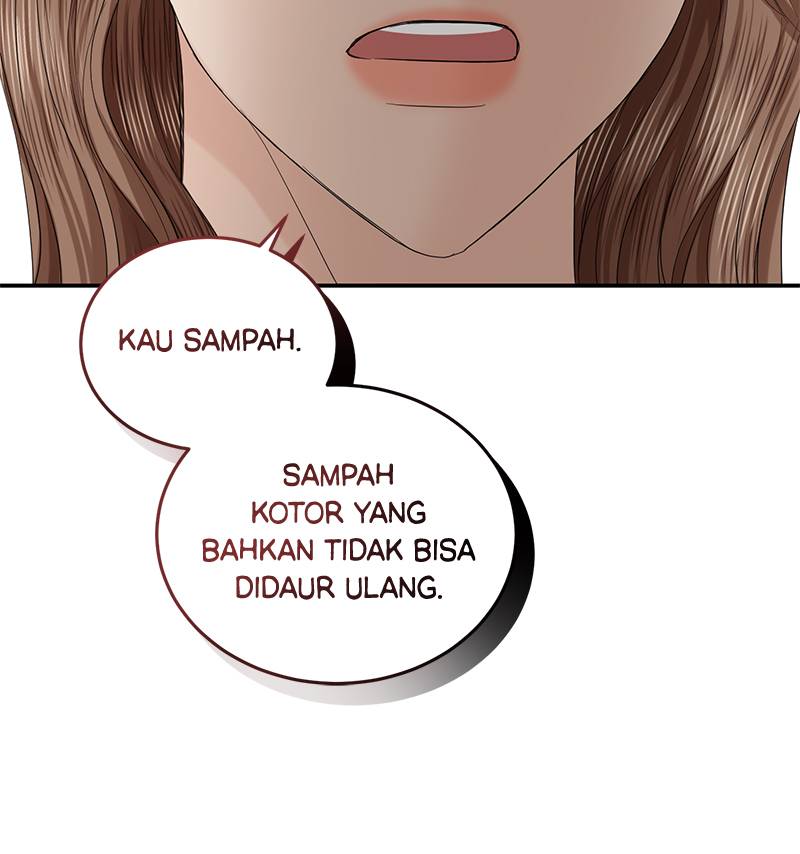 KAU SAMPAH.
SAMPAH
KOTOR YANG
BAHKAN TIDAK BISA
DIDAUR ULANG.